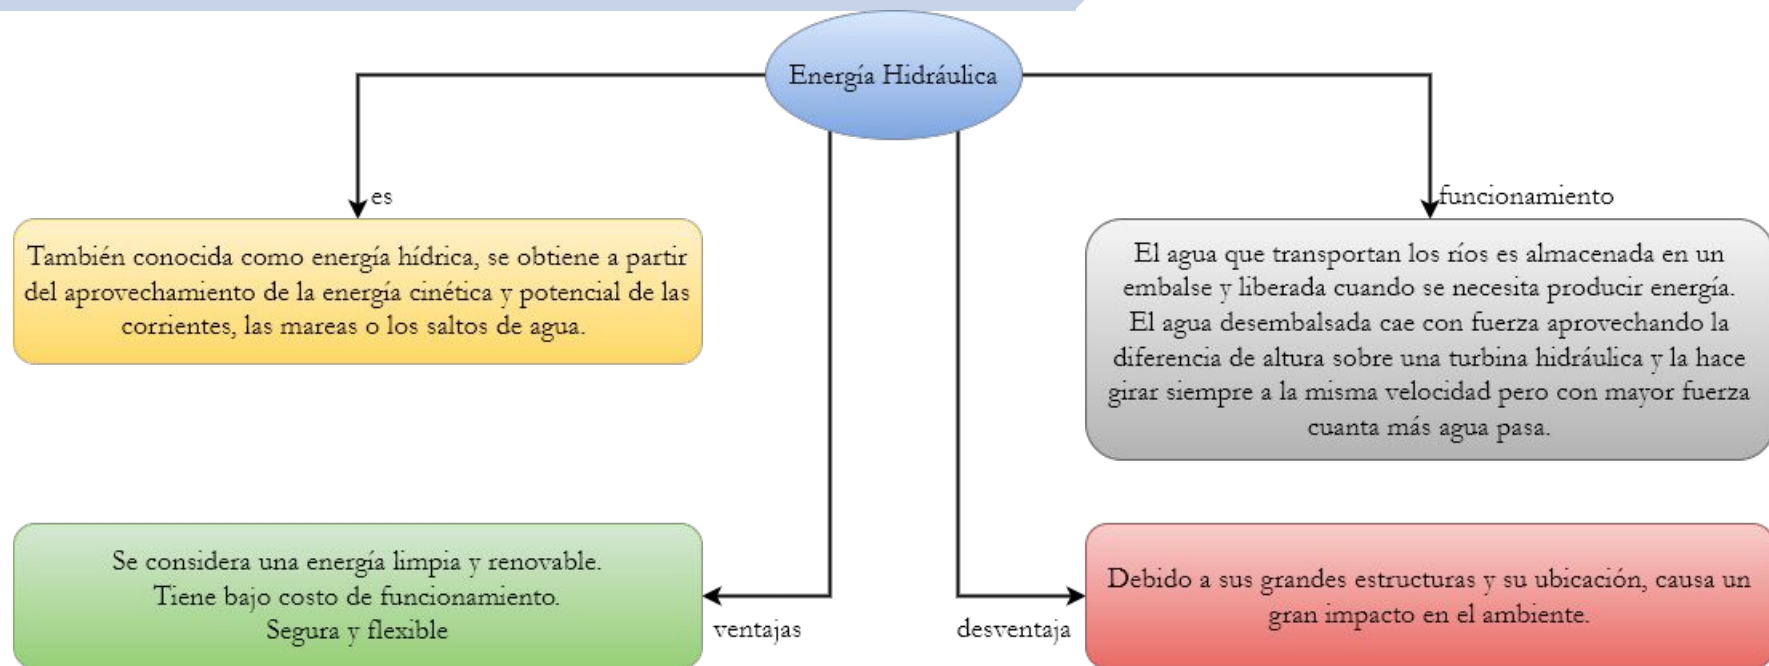 Energía Hidráulica
es
También conocida como energía hídrica, se obtiene a partir
del aprovechamiento de la energía cinética y potencial de las
corrientes, las mareas o los saltos de agua.
funcionamiento
El agua que transportan los ríos es almacenada en un
embalse y liberada cuando se necesita producir energía.
El agua desembalsada cae con fuerza aprovechando la
diferencia de altura sobre una turbina hidráulica y la hace
girar siempre a la misma velocidad pero con mayor fuerza
cuanta más agua pasa.
Se considera una energía limpia y renovable.
Tiene bajo costo de funcionamiento.
Segura y flexible
ventajas
desventaja
Debido a sus grandes estructuras y su ubicación, causa un
gran impacto en el ambiente.